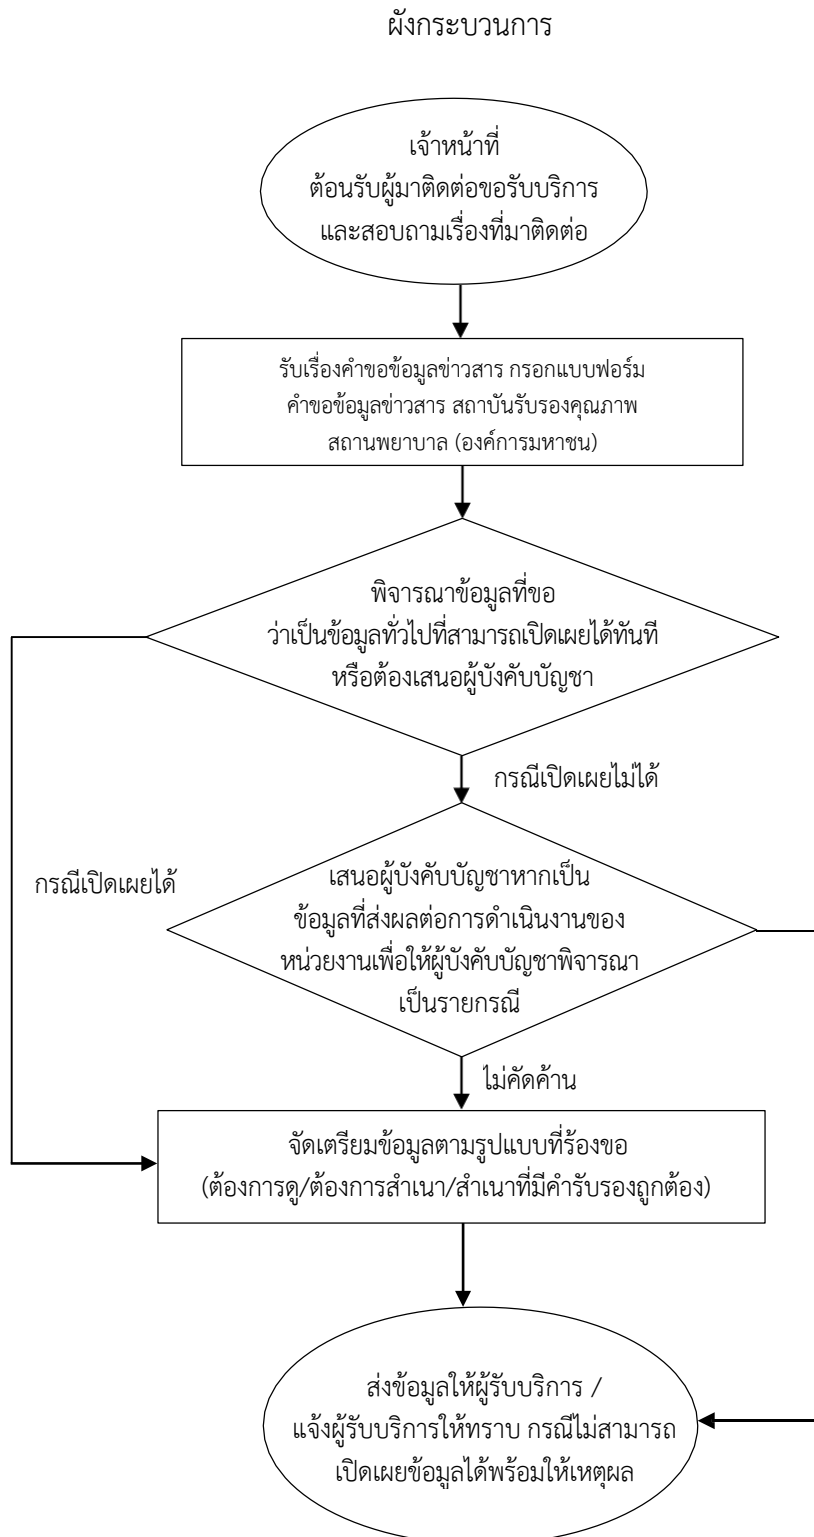 ผังกระบวนการ
เจ้าหน้าที่
ต้อนรับผู้มาติดต่อขอรับบริการ
และสอบถามเรื่องที่มาติดต่อ
รับเรื่องคำขอข้อมูลข่าวสาร กรอกแบบฟอร์ม
คำขอข้อมูลข่าวสาร สถาบันรับรองคุณภาพ
สถานพยาบาล (องค์การมหาชน)
พิจารณาข้อมูลที่ขอ
ว่าเป็นข้อมูลทั่วไปที่สามารถเปิดเผยได้ทันที
หรือต้องเสนอผู้บังคับบัญชา
กรณีเปิดเผยไม่ได้
กรณีเปิดเผยได้
เสนอผู้บังคับบัญชาหากเป็น
ข้อมูลที่ส่งผลต่อการดำเนินงานของ
หน่วยงานเพื่อให้ผู้บังคับบัญชาพิจารณา
เป็นรายกรณี
ไม่คัดค้าน
จัดเตรียมข้อมูลตามรูปแบบที่ร้องขอ
(ต้องการดู/ต้องการสำเนา/สำเนาที่มีคำรับรองถูกต้อง)
ส่งข้อมูลให้ผู้รับบริการ /
แจ้งผู้รับบริการให้ทราบ กรณีไม่สามารถ
เปิดเผยข้อมูลได้พร้อมให้เหตุผล